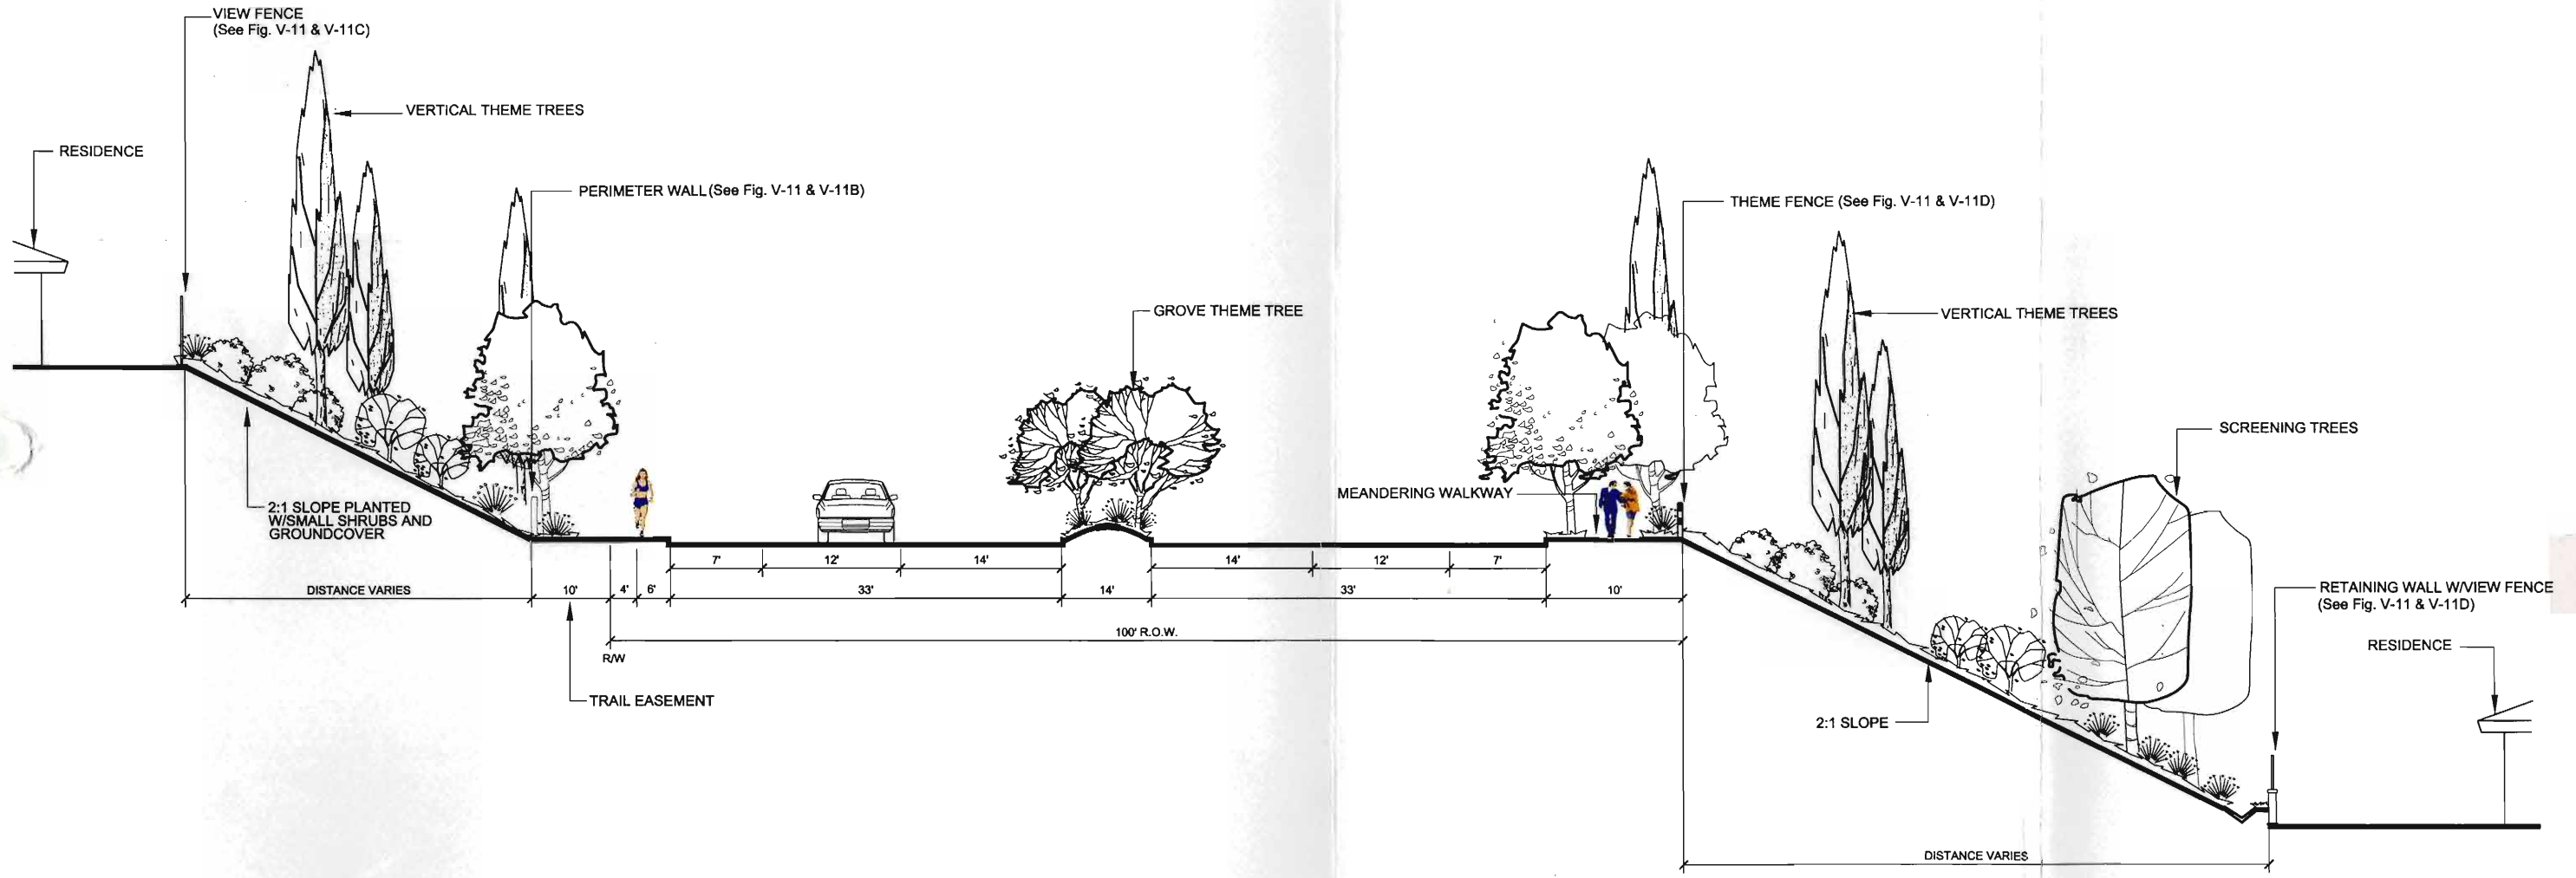 VIEW FENCE
(See Fig. V-11 & V-11C)
VERTICAL THEME TREES
RESIDENCE
PERIMETER WALL (See Fig. V-11 & V-11B)
THEME FENCE (See Fig. V-11 & V-11D)
GROVE THEME TREE
VERTICAL THEME TREES
SCREENING TREES
MEANDERING WALKWAY
2:1 SLOPE PLANTED
W/SMALL SHRUBS AND
GROUNDCOVER
7' 12' 14' 14' 12' 7'
DISTANCE VARIES 10' 4' 6' 33' 14' 33' 10'
RETAINING WALL W/VIEW FENCE
(See Fig. V-11 & V-11D)
100' R.O.W.
RESIDENCE
R/W
TRAIL EASEMENT
2:1 SLOPE
DISTANCE VARIES